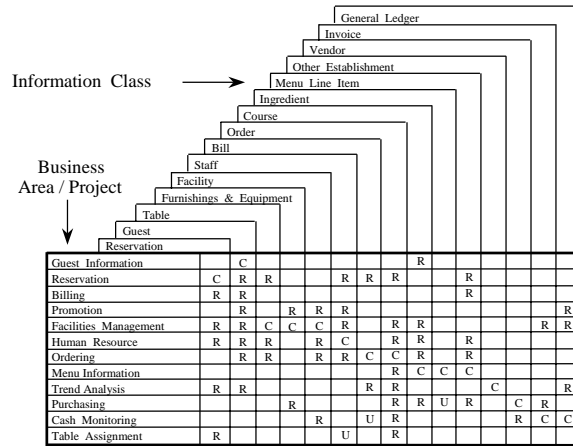 General Ledger
Invoice
Vendor
Other Establishment
Information Class
Menu Line Item
Ingredient
Course
Order
Bill
Business
Area / Project
Staff
Facility
Furnishings & Equipment
Table
Guest
Reservation
Guest Information C R
Reservation C R R R R R R
Billing R R R
Promotion R R R R R
Facilities Management R R C C C R R R R R
Human Resource R R R R C R R R
Ordering R R R R C C R R
Menu Information R C C C
Trend Analysis R R R R C R
Purchasing R R R U R C R
Cash Monitoring R U R R C C
Table Assignment R U R